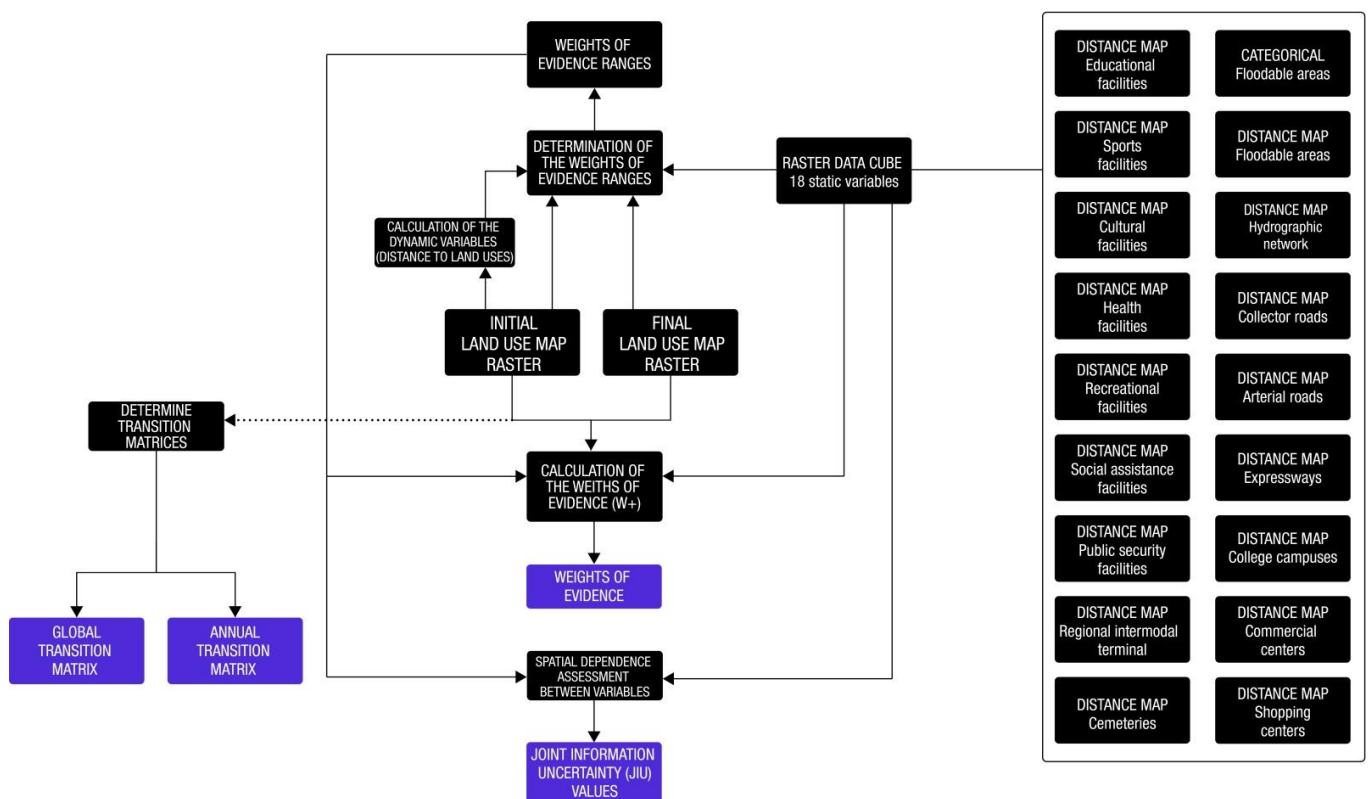 WEIGHTS OF
EVIDENCE RANGES
DETERMINATION OF
THE WEIGHTS OF
EVIDENCE RANGES
RASTER DATA CUBE
18 static variables
CALCULATION OF THE
DYNAMIC VARIABLES
(DISTANCE TO LAND USES)
INITIAL
LAND USE MAP
RASTER
FINAL
LAND USE MAP
RASTER
DETERMINE
TRANSITION
MATRICES
CALCULATION OF
THE WEITHS OF
EVIDENCE (W+)
WEIGHTS OF
EVIDENCE
GLOBAL
TRANSITION
MATRIX
ANNUAL
TRANSITION
MATRIX
SPATIAL DEPENDENCE
ASSESSMENT
BETWEEN VARIABLES
JOINT INFORMATION
UNCERTAINTY (JIU)
VALUES
DISTANCE MAP
Educational
facilities
CATEGORICAL
Floodable areas
DISTANCE MAP
Sports
facilities
DISTANCE MAP
Floodable areas
DISTANCE MAP
Cultural
facilities
DISTANCE MAP
Hydrographic
network
DISTANCE MAP
Health
facilities
DISTANCE MAP
Collector roads
DISTANCE MAP
Recreational
facilities
DISTANCE MAP
Arterial roads
DISTANCE MAP
Social assistance
facilities
DISTANCE MAP
Expressways
DISTANCE MAP
Public security
facilities
DISTANCE MAP
College campuses
DISTANCE MAP
Regional intermodal
terminal
DISTANCE MAP
Commercial
centers
DISTANCE MAP
Cemeteries
DISTANCE MAP
Shopping
centers